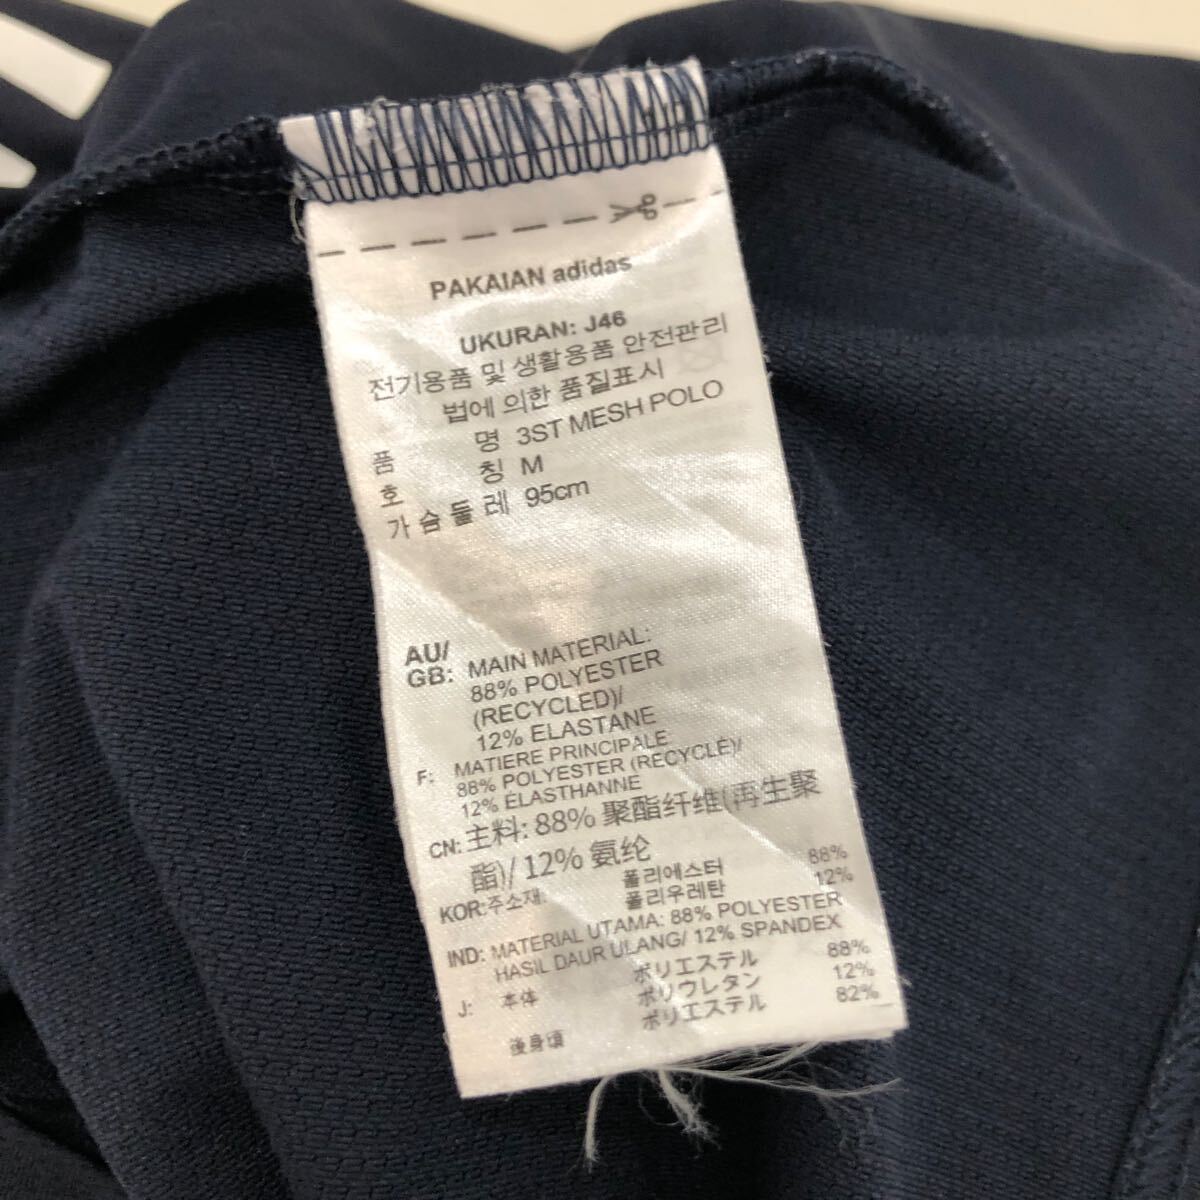 PAKAIAN adidas
UKURAN: J46
전기용품 및 생활용품 안전관리
법에 의한 품질표시
품 명 3ST MESH POLO
호 칭 M
가슴둘레 95cm
AU/
GB: MAIN MATERIAL:
88% POLYESTER
(RECYCLED)/
12% ELASTANE
F: MATIERE PRINCIPALE
88% POLYESTER (RECYCLE)/
12% ELASTHANNE
CN: 主料: 88% 聚酯纤维(再生聚
酯)/ 12% 氨纶
KOR:주소재: 폴리에스터 88%
폴리우레탄 12%
IND: MATERIAL UTAMA: 88% POLYESTER
HASIL DAUR ULANG/ 12% SPANDEX
J: 本体 ポリエステル 88%
ポリウレタン 12%
後身頃 ポリエステル 82%